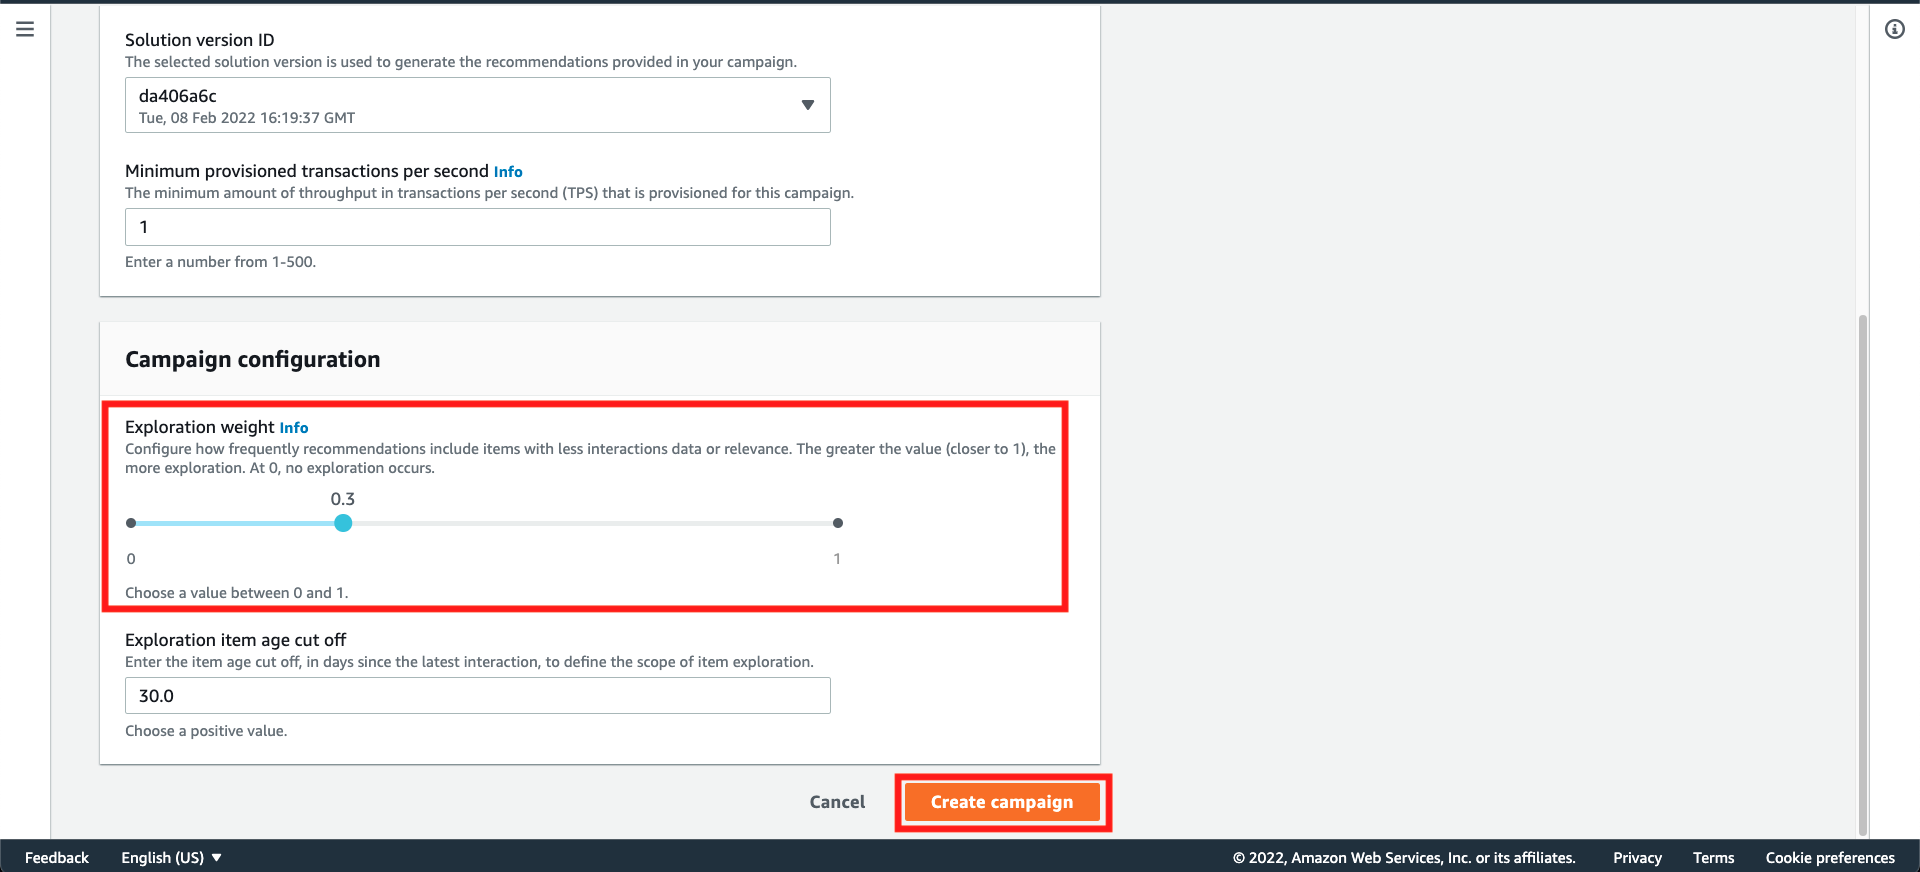 Solution version ID
The selected solution version is used to generate the recommendations provided in your campaign.
da406a6c
Tue, 08 Feb 2022 16:19:37 GMT
Minimum provisioned transactions per second Info
The minimum amount of throughput in transactions per second (TPS) that is provisioned for this campaign.
1
Enter a number from 1-500.
Campaign configuration
Exploration weight Info
Configure how frequently recommendations include items with less interactions data or relevance. The greater the value (closer to 1), the
more exploration. At 0, no exploration occurs.
0.3
0 1
Choose a value between 0 and 1.
Exploration item age cut off
Enter the item age cut off, in days since the latest interaction, to define the scope of item exploration.
30.0
Choose a positive value.
Cancel Create campaign
Feedback English (US) © 2022, Amazon Web Services, Inc. or its affiliates. Privacy Terms Cookie preferences